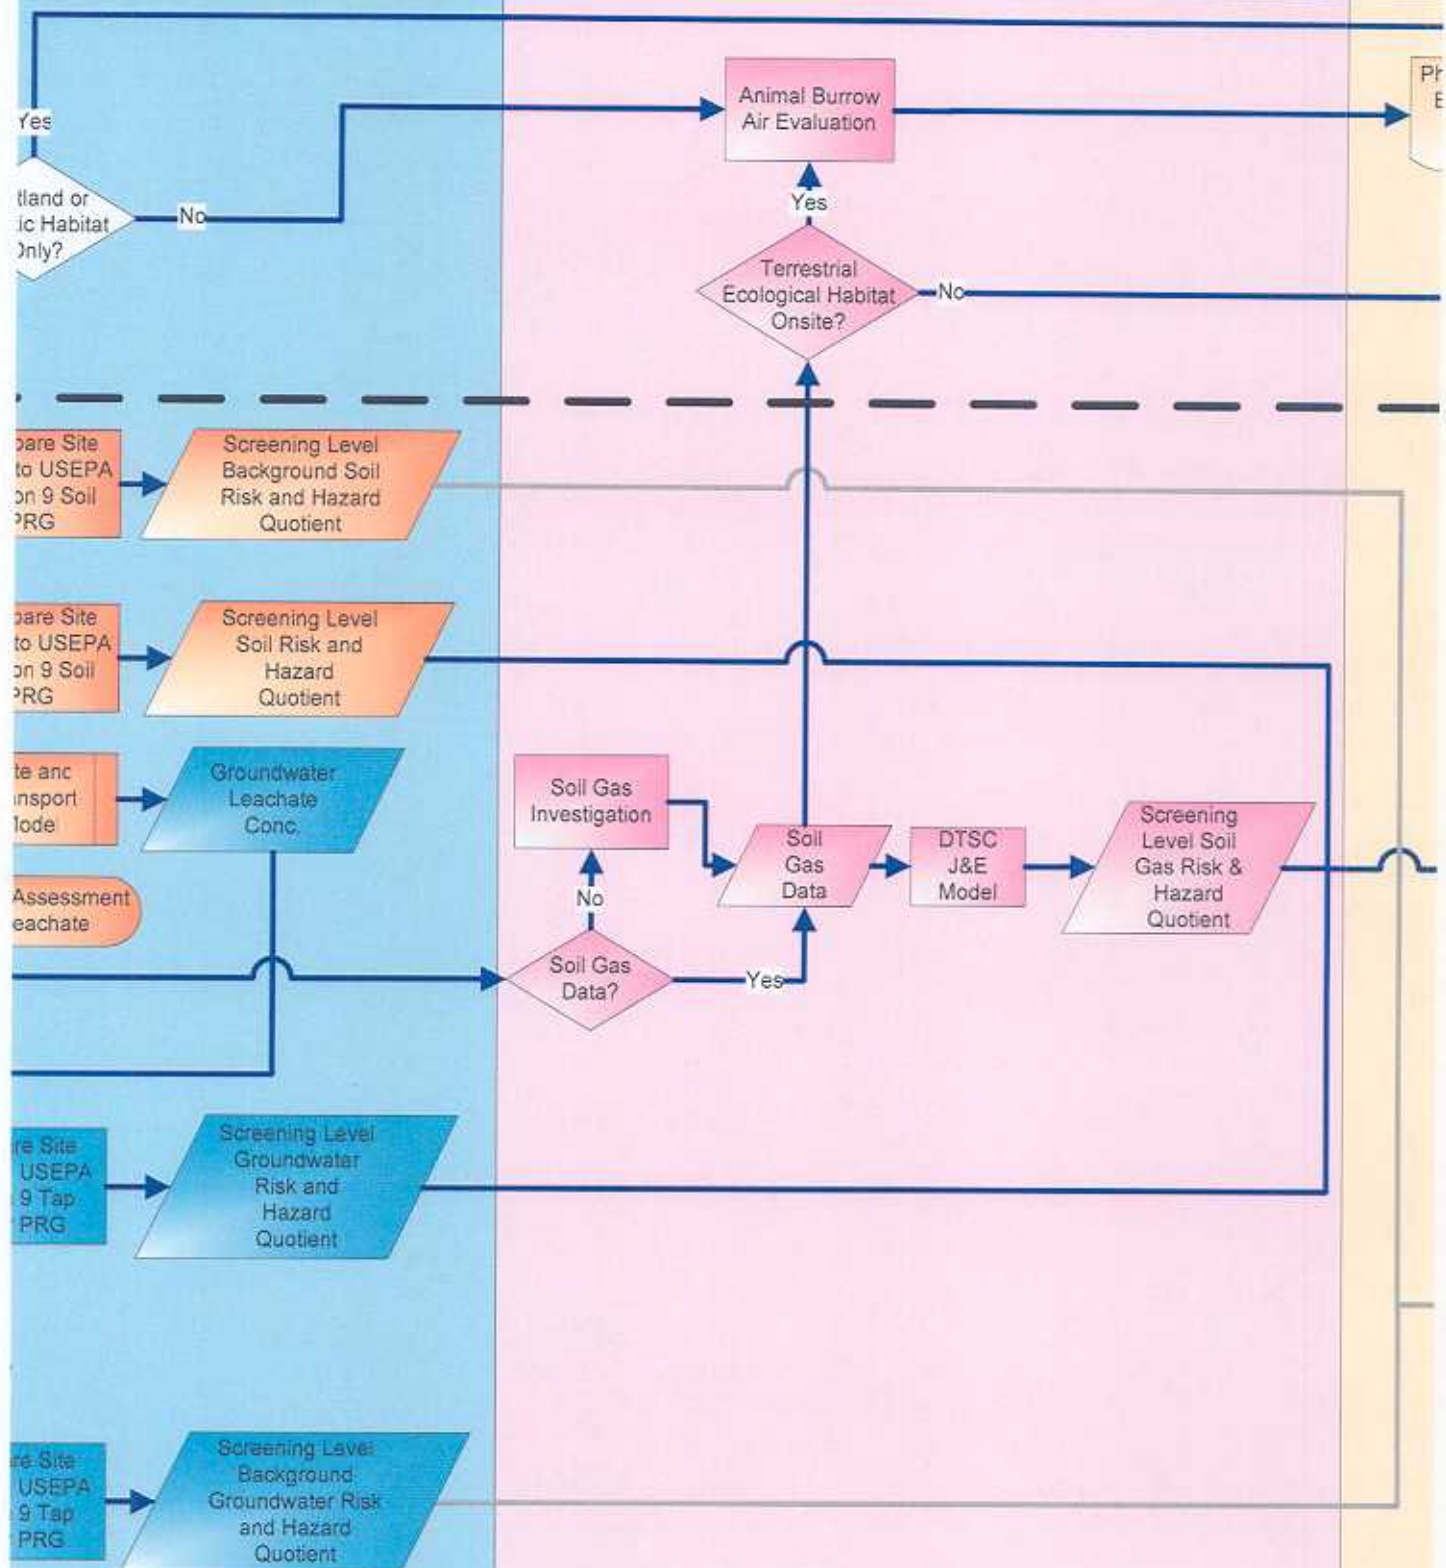 Yes
tland or
ic Habitat
Only?
No
Animal Burrow
Air Evaluation
Yes
Terrestrial
Ecological Habitat
Onsite?
No
Ph
E
pare Site
to USEPA
on 9 Soil
PRG
Screening Level
Background Soil
Risk and Hazard
Quotient
pare Site
to USEPA
on 9 Soil
PRG
Screening Level
Soil Risk and
Hazard
Quotient
te and
ansport
Model
Groundwater
Leachate
Conc.
Assessment
eachate
Soil Gas
Investigation
No
Soil Gas
Data?
Yes
Soil
Gas
Data
DTSC
J&E
Model
Screening
Level Soil
Gas Risk &
Hazard
Quotient
re Site
USEPA
9 Tap
PRG
Screening Level
Groundwater
Risk and
Hazard
Quotient
re Site
USEPA
9 Tap
PRG
Screening Level
Background
Groundwater Risk
and Hazard
Quotient